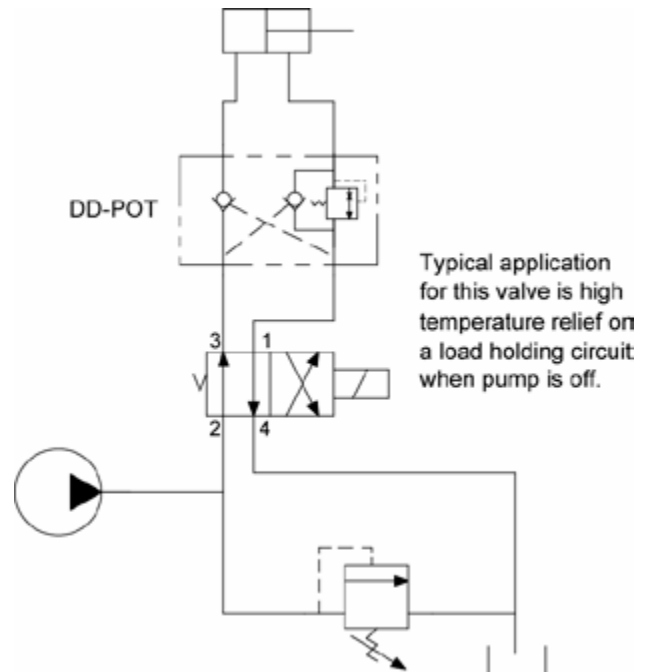 DD-POT
Typical application
for this valve is high
temperature relief on
a load holding circuit
when pump is off.
3 1
2 4